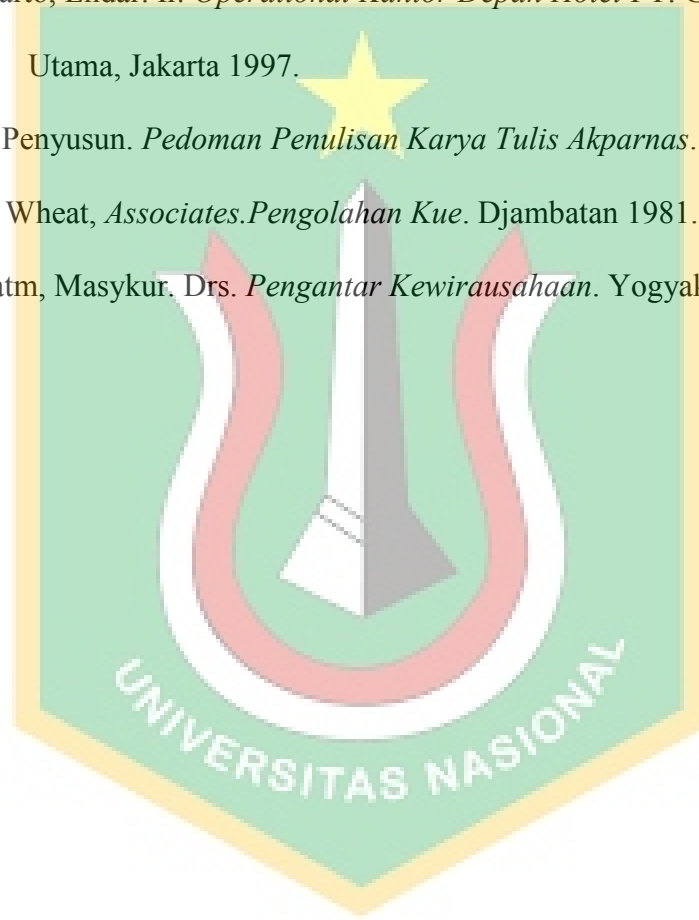 Utama, Jakarta 1997.
Penyusun. Pedoman Penulisan Karya Tulis Akparnas.
Wheat, Associates.Pengolahan Kue. Djambatan 1981.
Masykur. Drs. Pengantar Kewirausahaan.
UNIVERSITAS NASIONAL